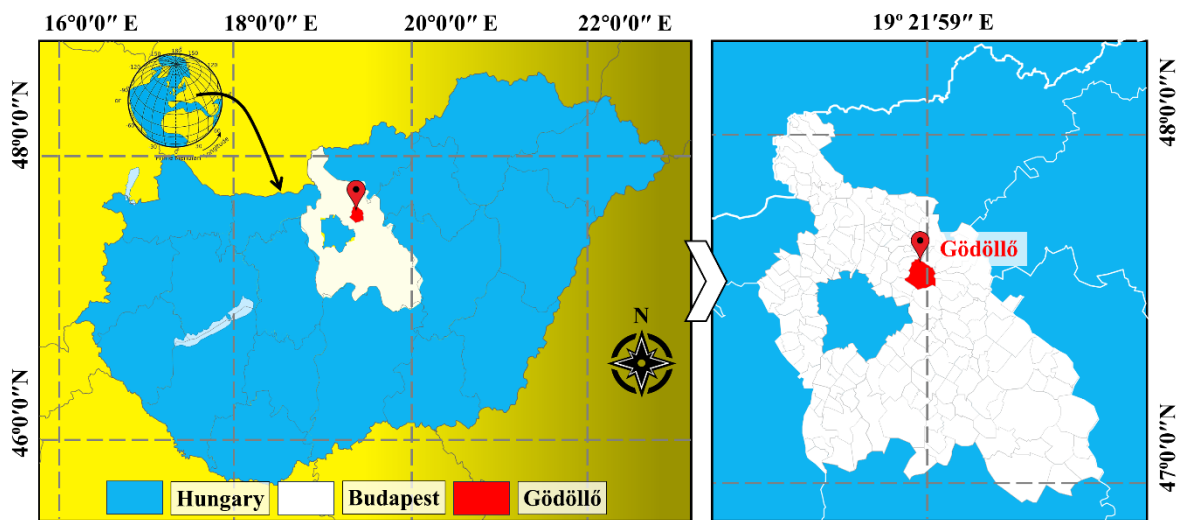 16°0'0″ E 18°0'0″ E 20°0'0″ E 22°0'0″ E
48°0'0″N
46°0'0″N
N
Hungary Budapest Gödöllő
19° 21'59″ E
48°0'0″N
47°0'0″N
Gödöllő